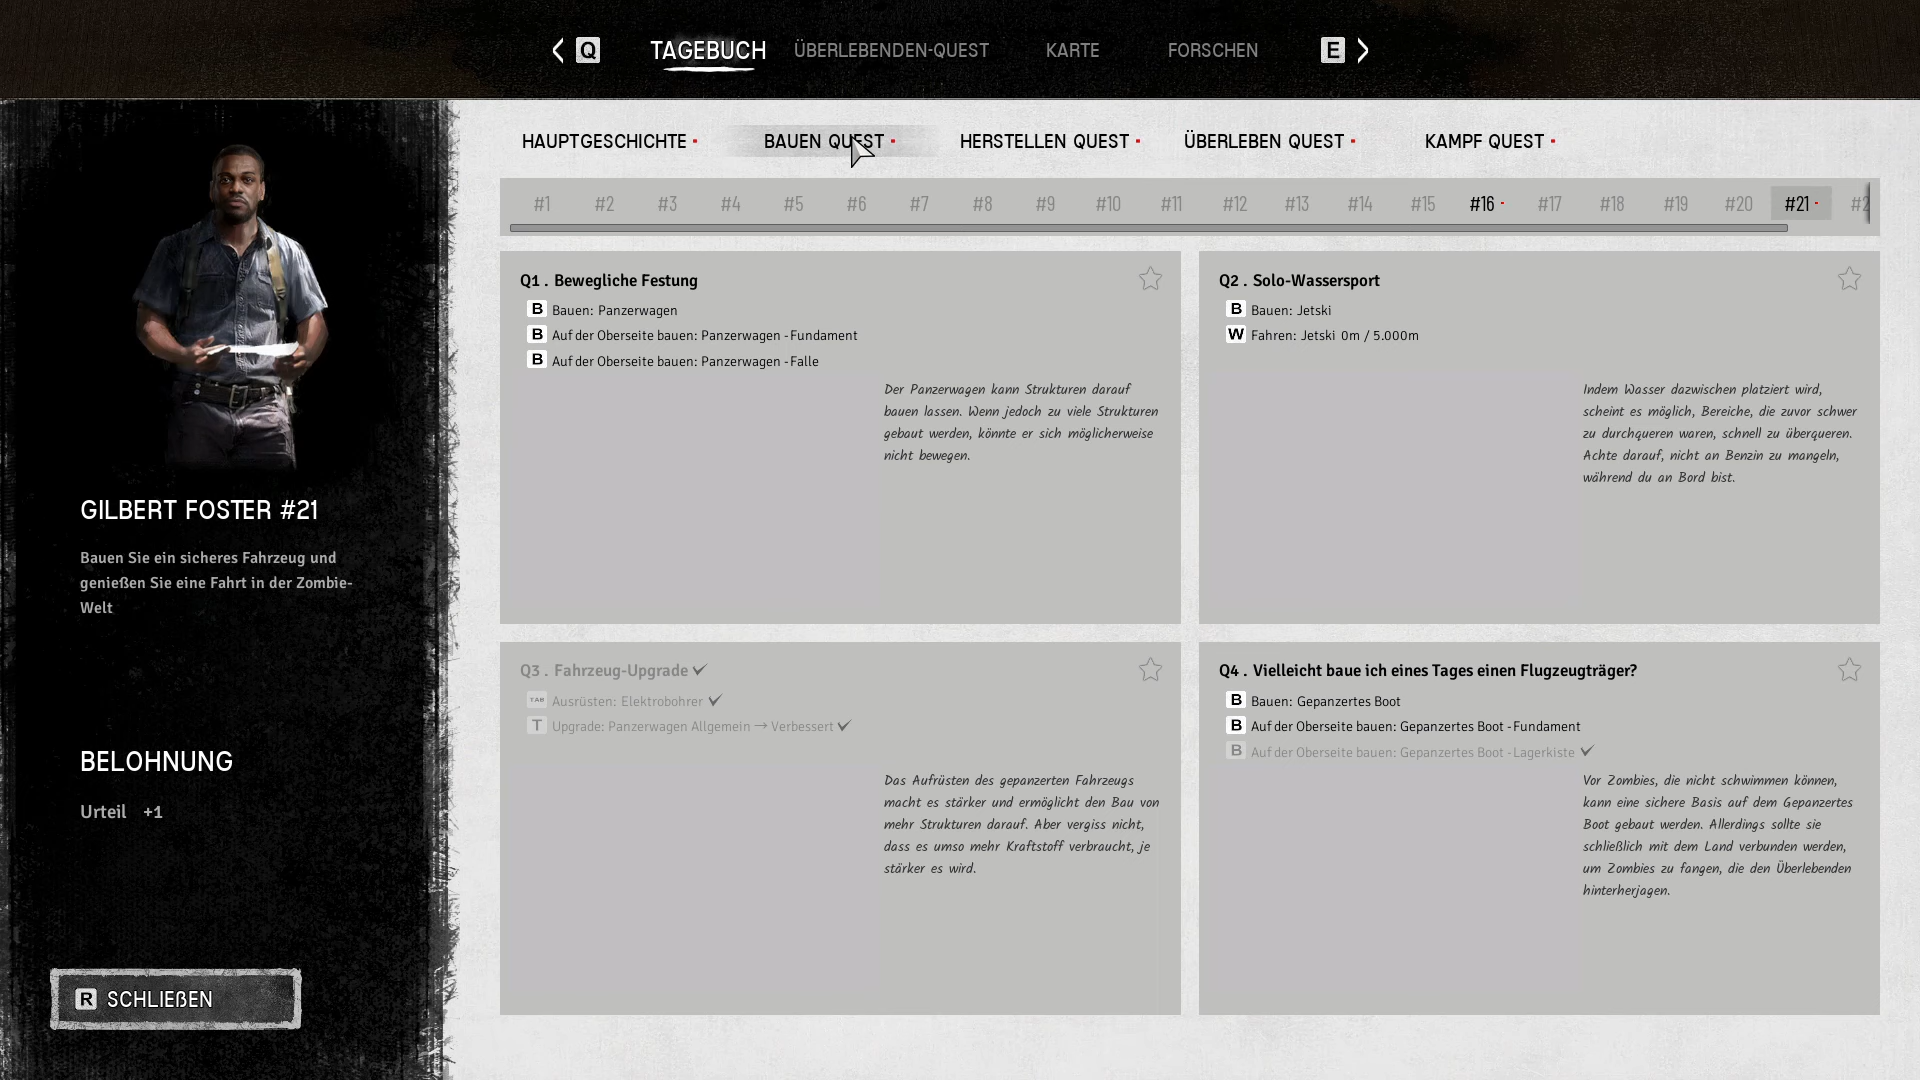 Q TAGEBUCH ÜBERLEBENDEN-QUEST KARTE FORSCHEN E
HAUPTGESCHICHTE BAUEN QUEST HERSTELLEN QUEST ÜBERLEBEN QUEST KAMPF QUEST
#1 #2 #3 #4 #5 #6 #7 #8 #9 #10 #11 #12 #13 #14 #15 #16 #17 #18 #19 #20 #21
GILBERT FOSTER #21
Bauen Sie ein sicheres Fahrzeug und
genießen Sie eine Fahrt in der Zombie-
Welt
BELOHNUNG
Urteil +1
R SCHLIEßEN
Q1 . Bewegliche Festung
B Bauen: Panzerwagen
B Auf der Oberseite bauen: Panzerwagen -Fundament
B Auf der Oberseite bauen: Panzerwagen -Falle
Der Panzerwagen kann Strukturen darauf
bauen lassen. Wenn jedoch zu viele Strukturen
gebaut werden, könnte er sich möglicherweise
nicht bewegen.
Q2 . Solo-Wassersport
B Bauen: Jetski
W Fahren: Jetski 0m / 5.000m
Indem Wasser dazwischen platziert wird,
scheint es möglich, Bereiche, die zuvor schwer
zu durchqueren waren, schnell zu überqueren.
Achte darauf, nicht an Benzin zu mangeln,
während du an Bord bist.
Q3 . Fahrzeug-Upgrade
TAB Ausrüsten: Elektrobohrer
T Upgrade: Panzerwagen Allgemein → Verbessert
Das Aufrüsten des gepanzerten Fahrzeugs
macht es stärker und ermöglicht den Bau von
mehr Strukturen darauf. Aber vergiss nicht,
dass es umso mehr Kraftstoff verbraucht, je
stärker es wird.
Q4 . Vielleicht baue ich eines Tages einen Flugzeugträger?
B Bauen: Gepanzertes Boot
B Auf der Oberseite bauen: Gepanzertes Boot -Fundament
B Auf der Oberseite bauen: Gepanzertes Boot -Lagerkiste
Vor Zombies, die nicht schwimmen können,
kann eine sichere Basis auf dem Gepanzertes
Boot gebaut werden. Allerdings sollte sie
schließlich mit dem Land verbunden werden,
um Zombies zu fangen, die den Überlebenden
hinterherjagen.